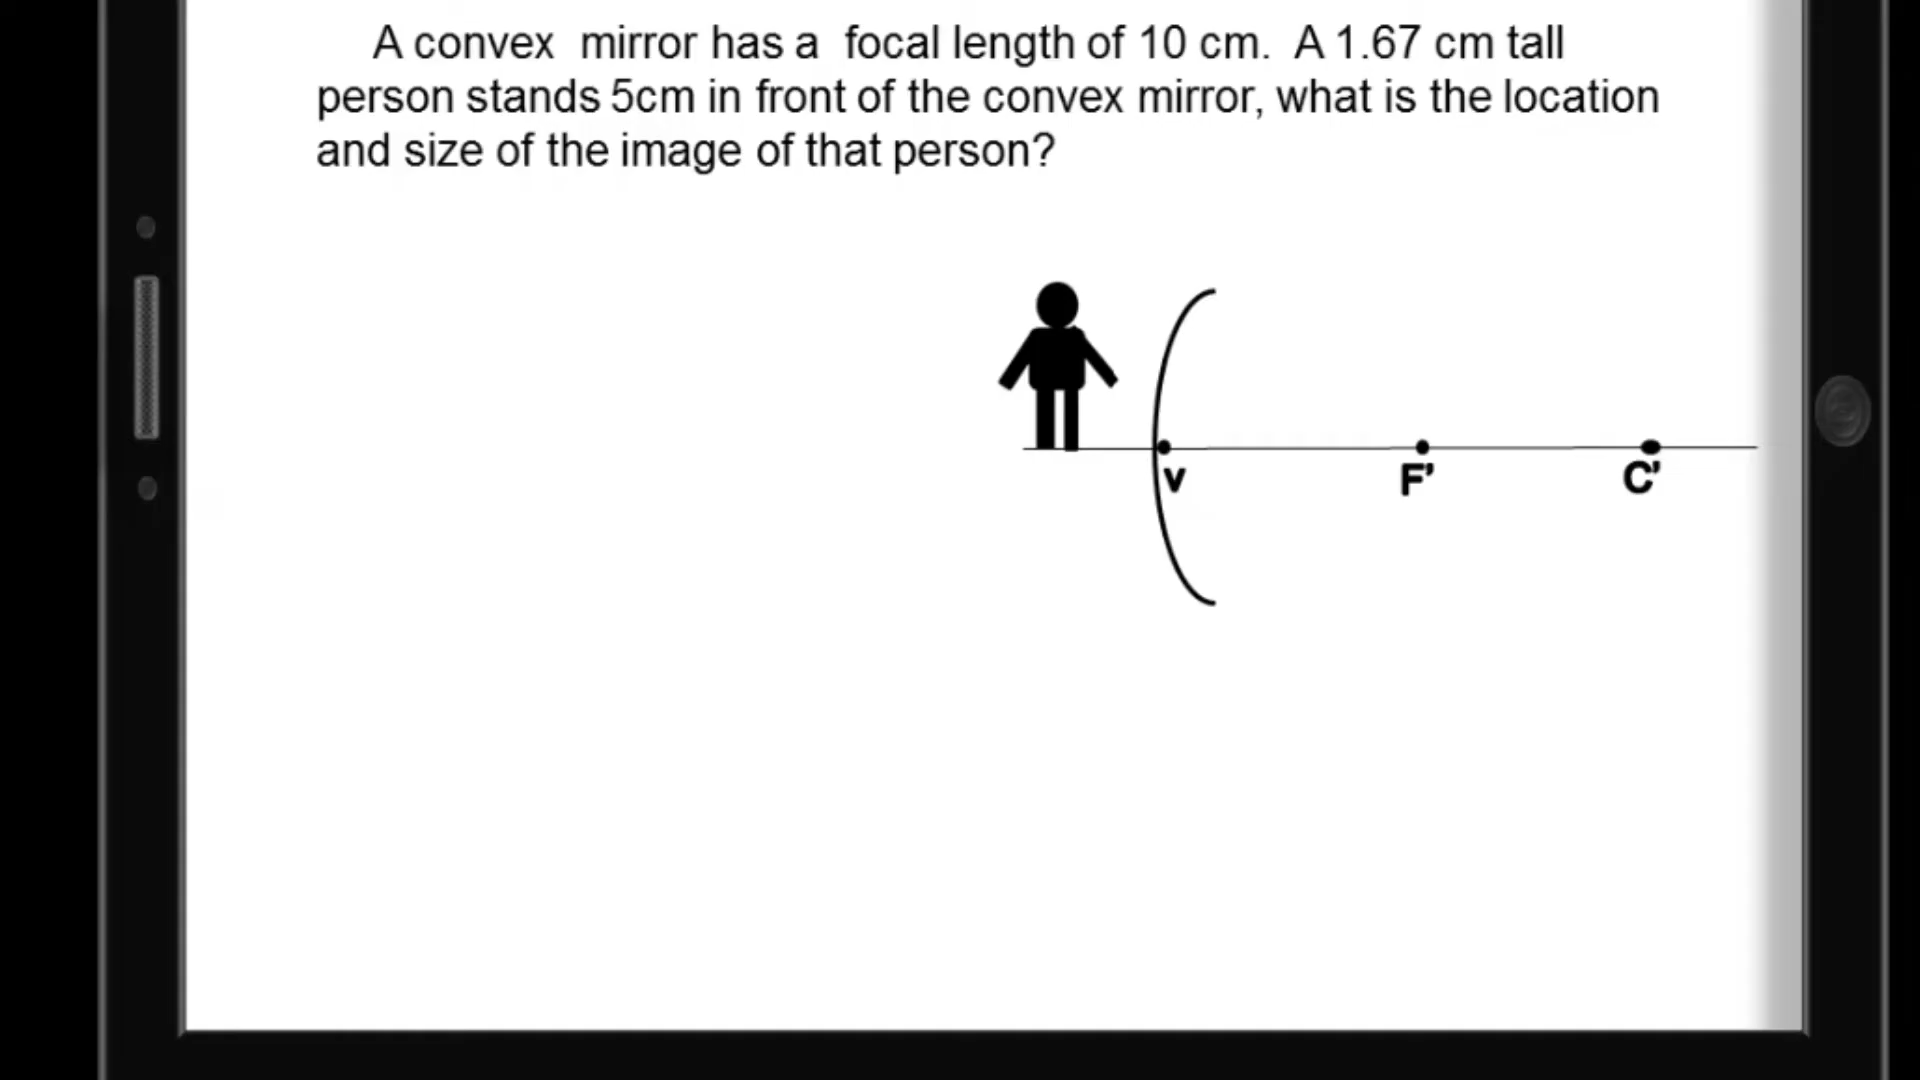 A convex mirror has a focal length of 10 cm. A 1.67 cm tall
person stands 5cm in front of the convex mirror, what is the location
and size of the image of that person?
V
F'
C'